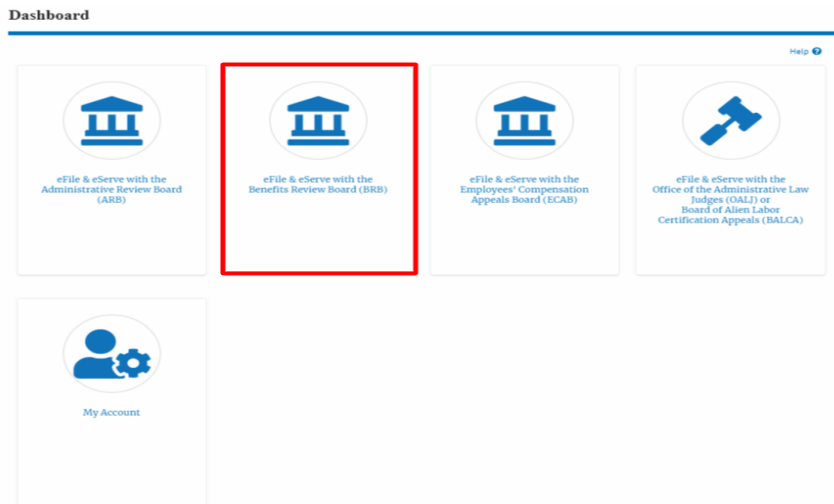 Dashboard
Help
eFile & eServe with the
Administrative Review Board
(ARB)
eFile & eServe with the
Benefits Review Board (BRB)
eFile & eServe with the
Employees' Compensation
Appeals Board (ECAB)
eFile & eServe with the
Office of the Administrative Law
Judges (OALJ) or
Board of Alien Labor
Certification Appeals (BALCA)
My Account